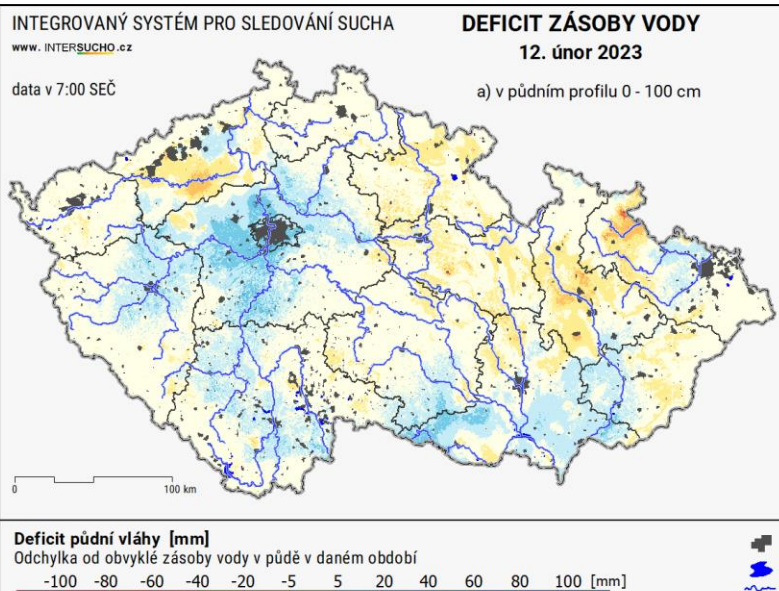 INTEGROVANÝ SYSTÉM PRO SLEDOVÁNÍ SUCHA
www. INTERSUCHO.cz
data v 7:00 SEČ
DEFICIT ZÁSOBY VODY
12. únor 2023
a) v půdním profilu 0 - 100 cm
0 100 km
Deficit půdní vláhy [mm]
Odchylka od obvyklé zásoby vody v půdě v daném období
-100 -80 -60 -40 -20 -5 5 20 40 60 80 100 [mm]